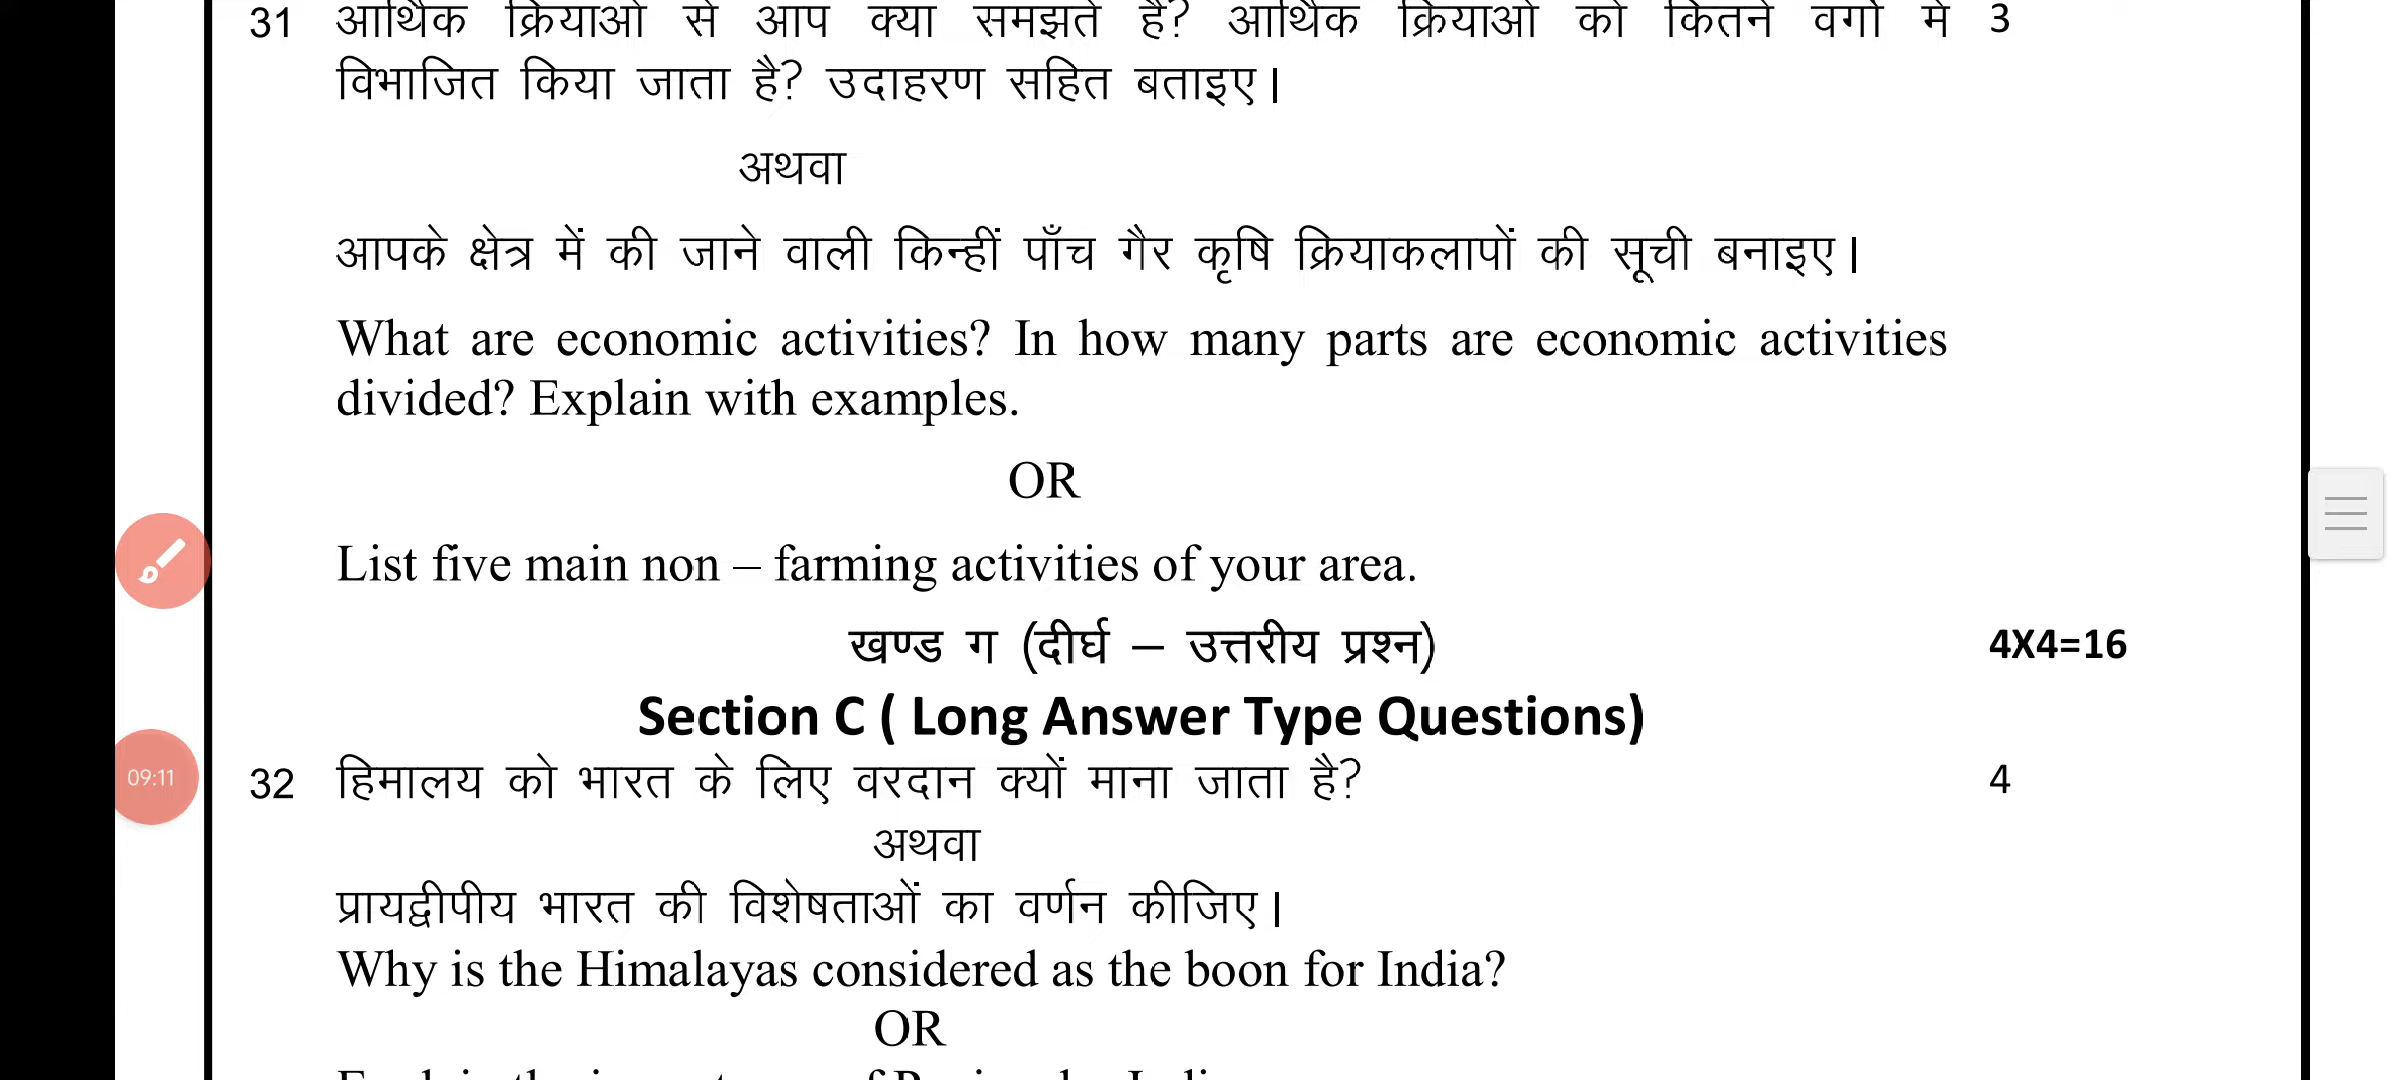 31 आर्थिक क्रियाओं से आप क्या समझते हैं? आर्थिक क्रियाओं को कितने वर्गों में 3
विभाजित किया जाता है? उदाहरण सहित बताइए।
अथवा
आपके क्षेत्र में की जाने वाली किन्हीं पाँच गैर कृषि क्रियाकलापों की सूची बनाइए।
What are economic activities? In how many parts are economic activities
divided? Explain with examples.
OR
List five main non – farming activities of your area.
खण्ड ग (दीर्घ – उत्तरीय प्रश्न) 4X4=16
Section C ( Long Answer Type Questions)
09:11
32 हिमालय को भारत के लिए वरदान क्यों माना जाता है? 4
अथवा
प्रायद्वीपीय भारत की विशेषताओं का वर्णन कीजिए।
Why is the Himalayas considered as the boon for India?
OR